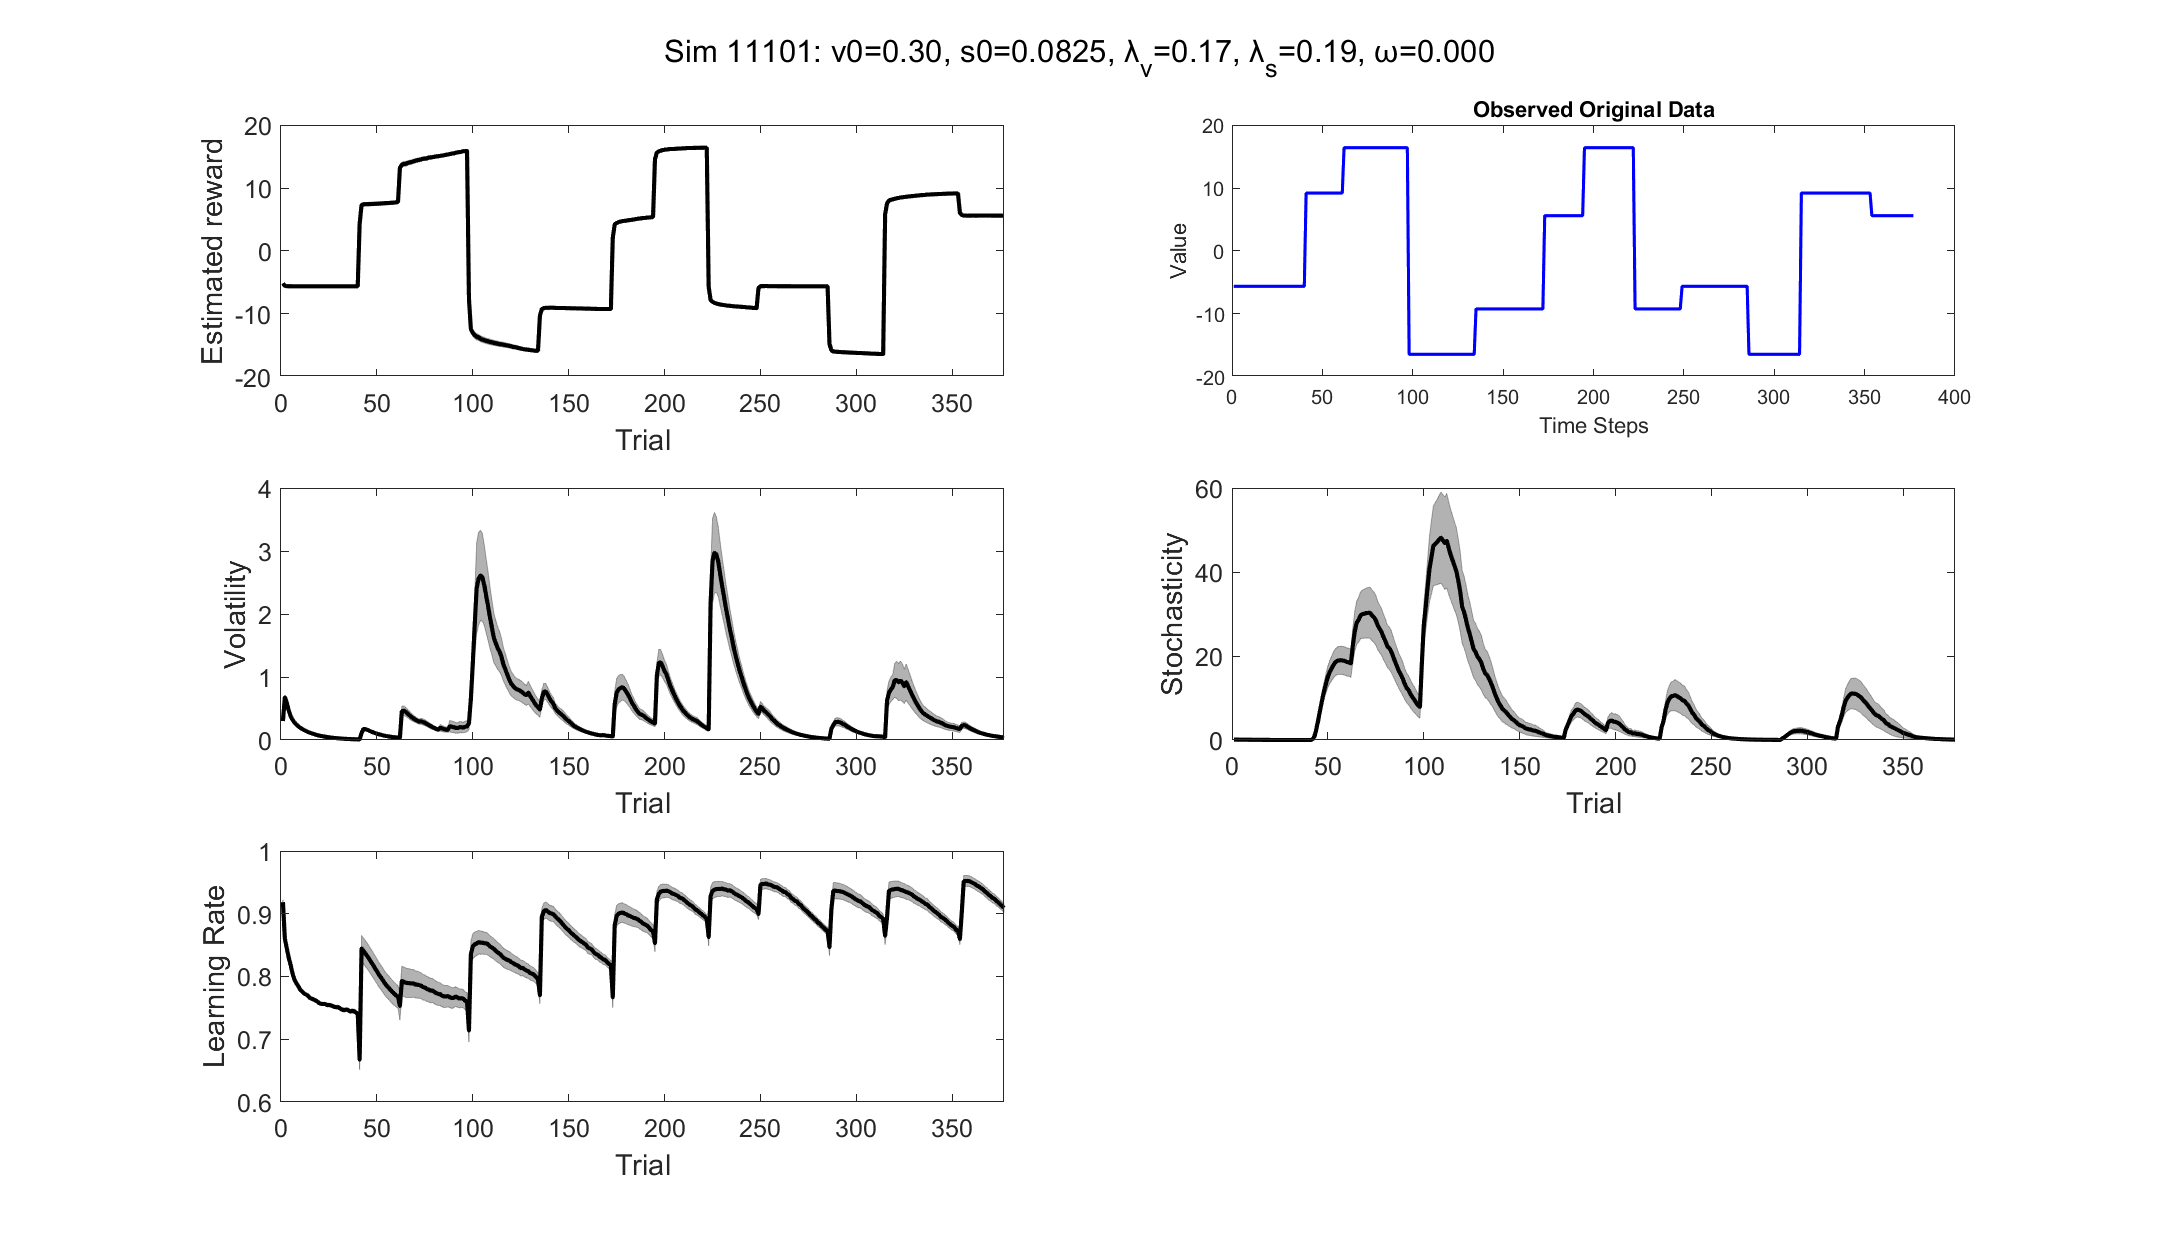 Sim 11101: v0=0.30, s0=0.0825, λ_v=0.17, λ_s=0.19, ω=0.000
Estimated reward
20
10
0
-10
-20
0 50 100 150 200 250 300 350
Trial
Observed Original Data
Value
20
10
0
-10
-20
0 50 100 150 200 250 300 350 400
Time Steps
Volatility
4
3
2
1
0
0 50 100 150 200 250 300 350
Trial
Stochasticity
60
40
20
0
0 50 100 150 200 250 300 350
Trial
Learning Rate
1
0.9
0.8
0.7
0.6
0 50 100 150 200 250 300 350
Trial